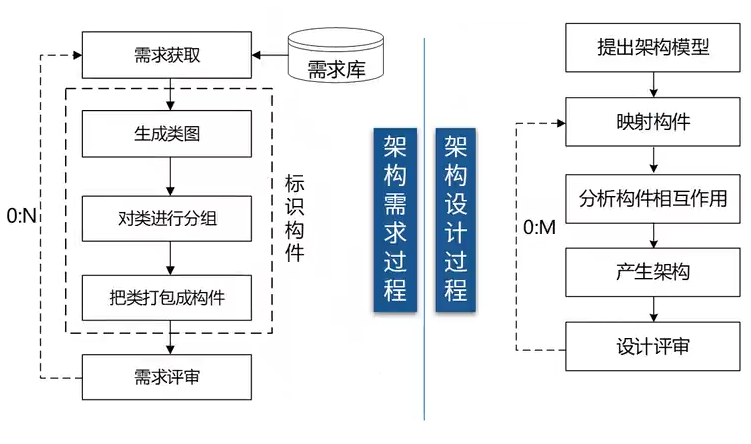 需求获取
需求库
生成类图
对类进行分组
把类打包成构件
标识构件
0:N
需求评审
架构需求过程
架构设计过程
提出架构模型
映射构件
分析构件相互作用
0:M
产生架构
设计评审